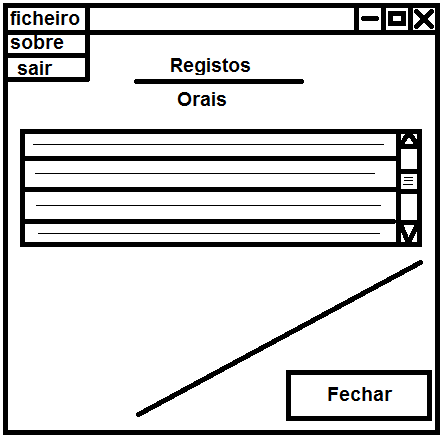 ficheiro
sobre
sair
Registos
Orais
Fechar